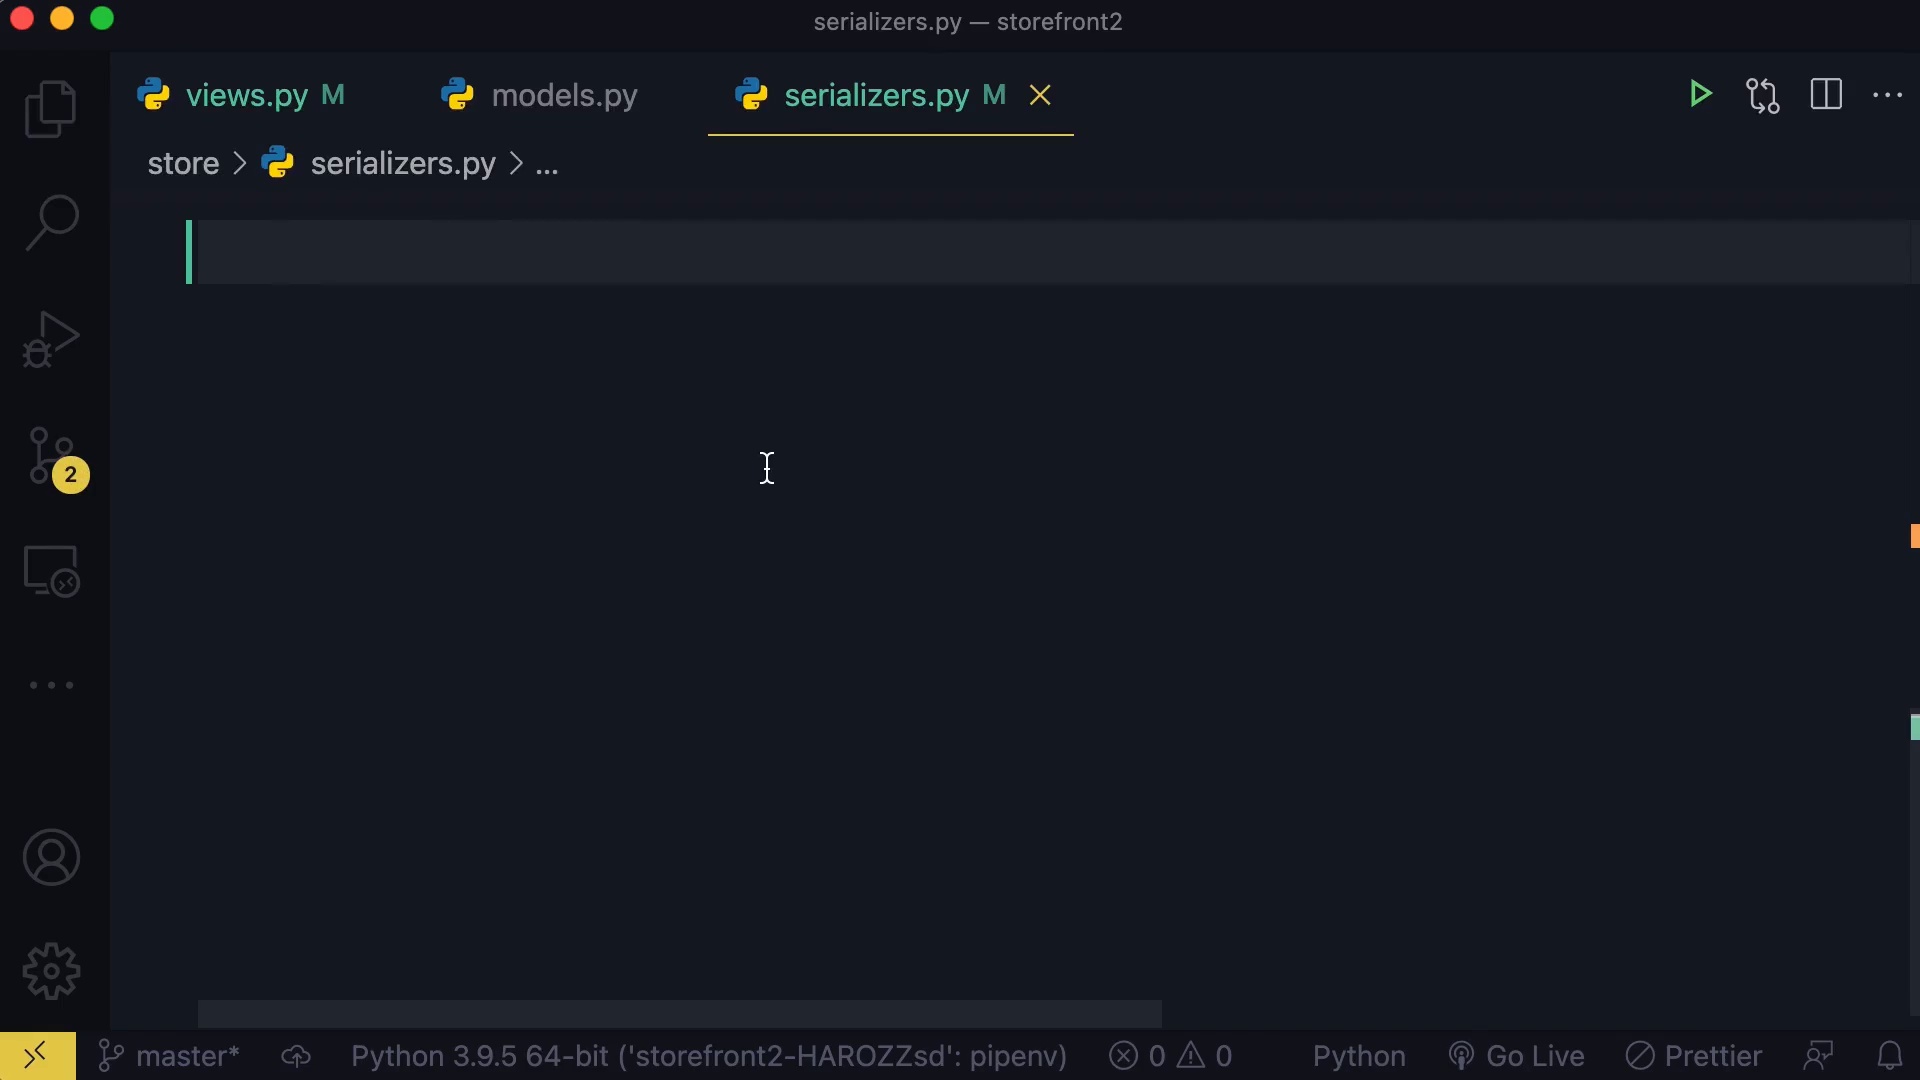 serializers.py — storefront2
views.py M models.py serializers.py M
store > serializers.py > ...
2
master* Python 3.9.5 64-bit ('storefront2-HAROZZsd': pipenv) 0 0 Python Go Live Prettier